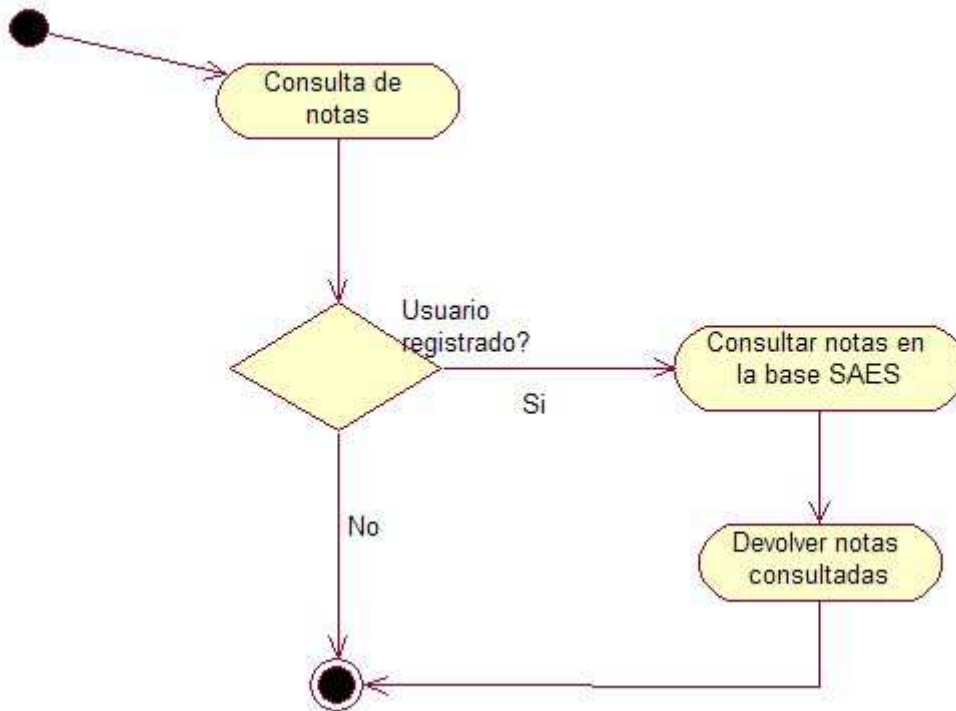 Consulta de
notas
Usuario
registrado?
Si
Consultar notas en
la base SAES
No
Devolver notas
consultadas